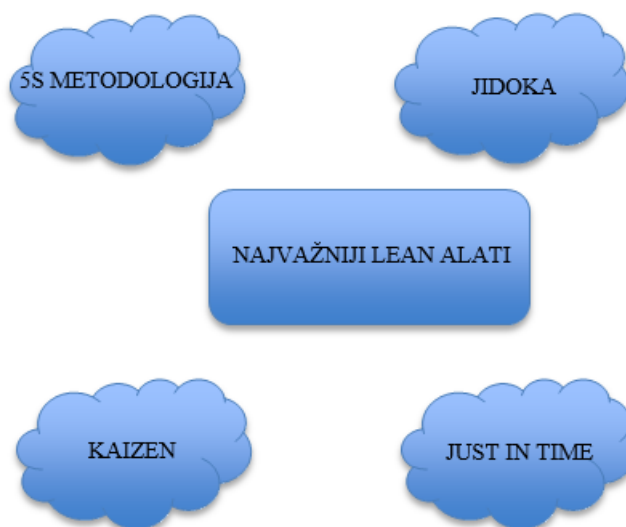 5S METODOLOGIJA
JIDOKA
NAJVAŽNIJI LEAN ALATI
KAIZEN
JUST IN TIME